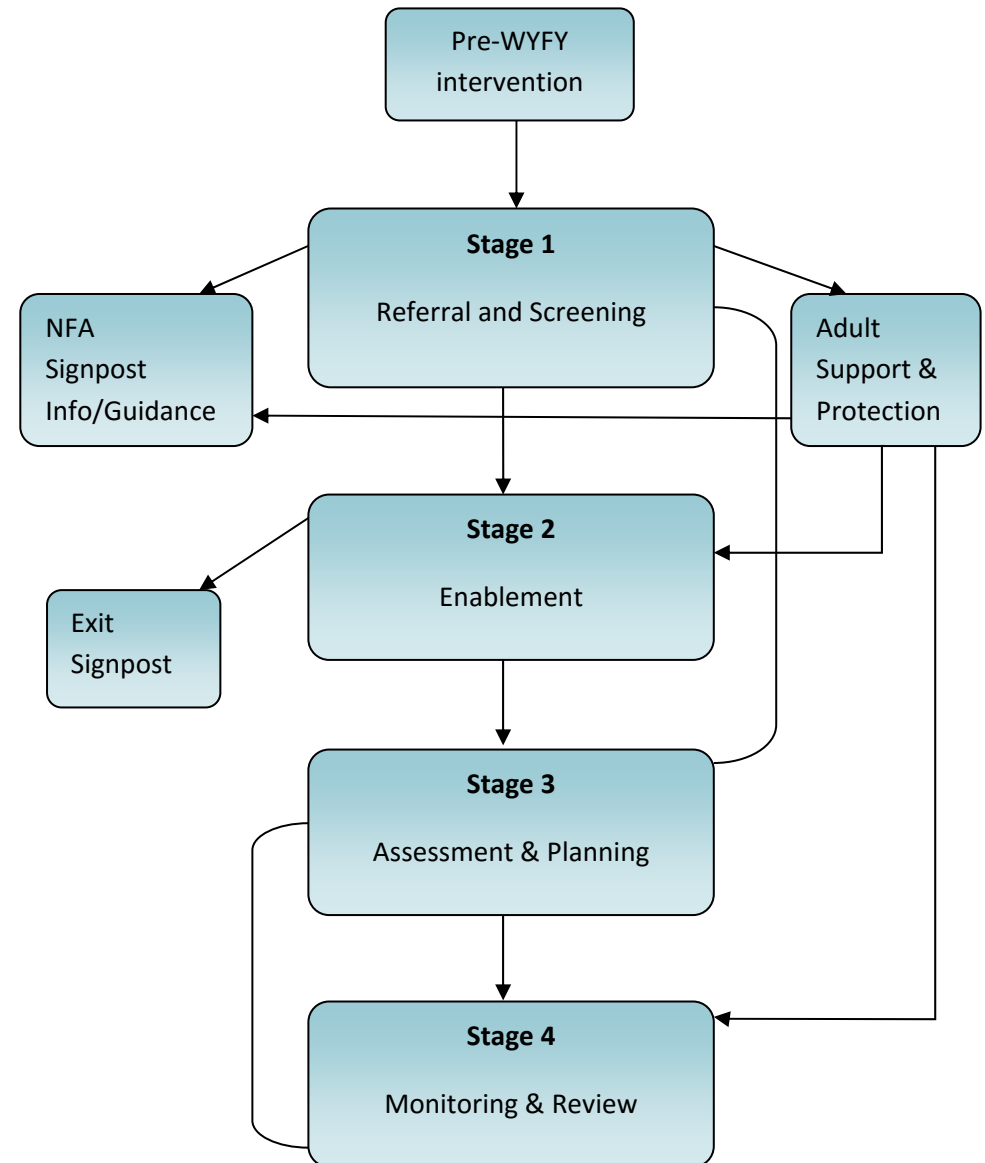 Pre-WYFY
intervention
Stage 1
Referral and Screening
NFA
Signpost
Info/Guidance
Adult
Support &
Protection
Stage 2
Enablement
Exit
Signpost
Stage 3
Assessment & Planning
Stage 4
Monitoring & Review